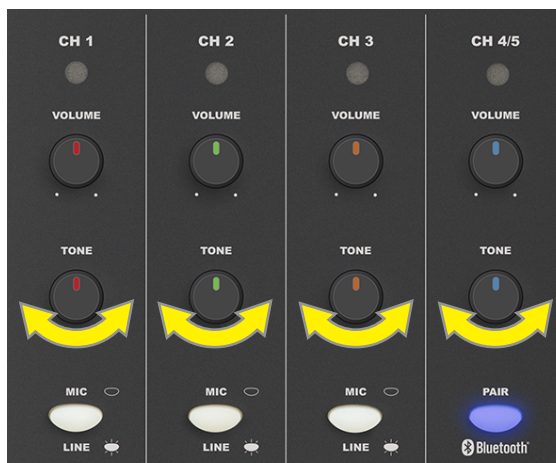 CH 1
VOLUME
TONE
MIC
LINE
CH 2
VOLUME
TONE
MIC
LINE
CH 3
VOLUME
TONE
MIC
LINE
CH 4/5
VOLUME
TONE
PAIR
Bluetooth